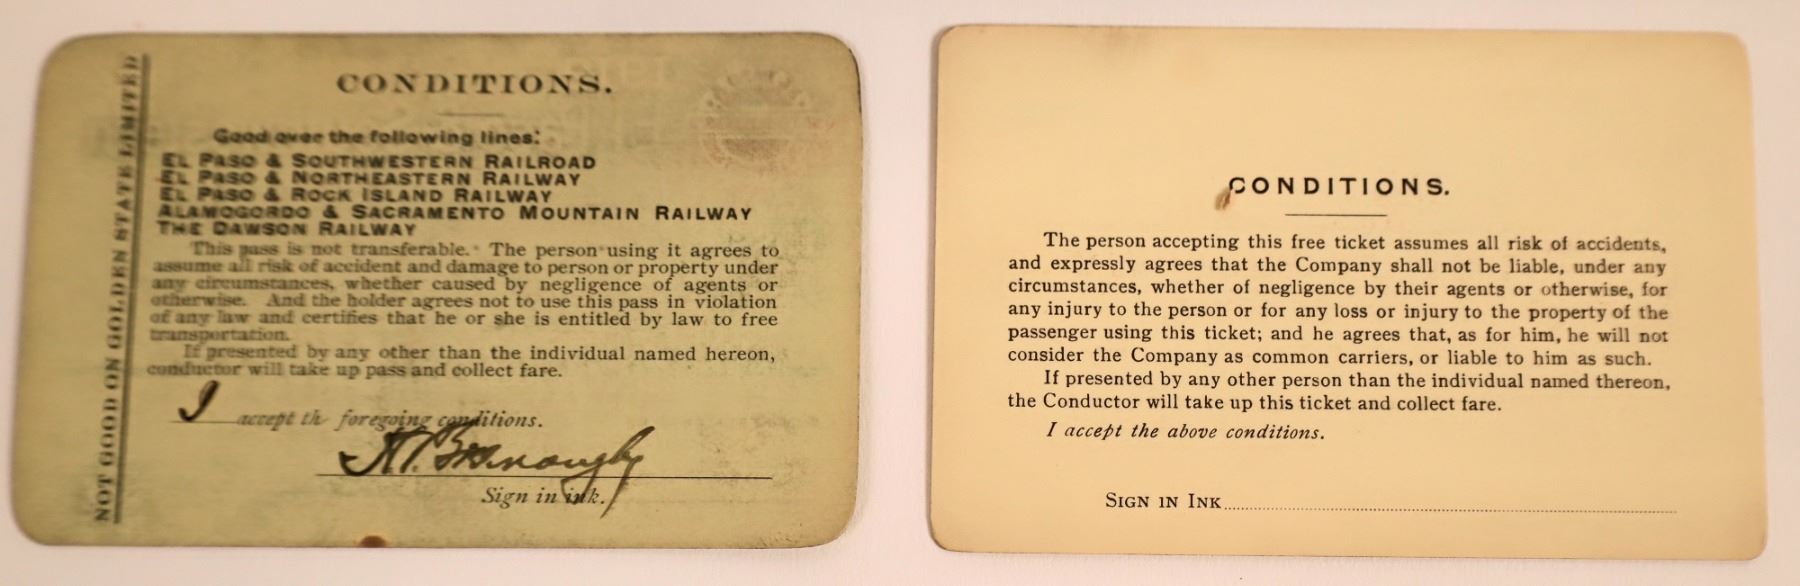 NOT GOOD ON GOLDEN STATE LIMITED
CONDITIONS.
Good over the following lines:
EL PASO & SOUTHWESTERN RAILROAD
EL PASO & NORTHEASTERN RAILWAY
EL PASO & ROCK ISLAND RAILWAY
ALAMOGORDO & SACRAMENTO MOUNTAIN RAILWAY
THE DAWSON RAILWAY
This pass is not transferable. The person using it agrees to
assume all risk of accident and damage to person or property under
any circumstances, whether caused by negligence of agents or
otherwise. And the holder agrees not to use this pass in violation
of any law and certifies that he or she is entitled by law to free
transportation.
If presented by any other than the individual named hereon,
conductor will take up pass and collect fare.
I accept th foregoing conditions.
Sign in ink.
CONDITIONS.
The person accepting this free ticket assumes all risk of accidents,
and expressly agrees that the Company shall not be liable, under any
circumstances, whether of negligence by their agents or otherwise, for
any injury to the person or for any loss or injury to the property of the
passenger using this ticket; and he agrees that, as for him, he will not
consider the Company as common carriers, or liable to him as such.
If presented by any other person than the individual named thereon,
the Conductor will take up this ticket and collect fare.
I accept the above conditions.
SIGN IN INK